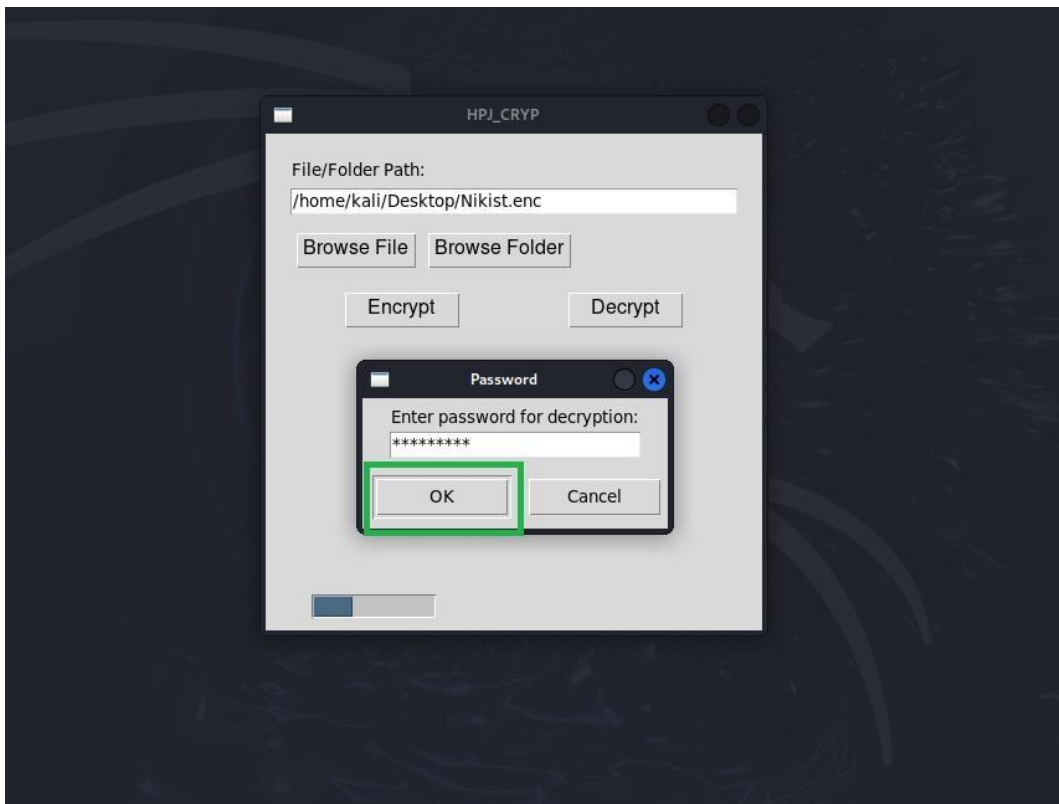 HPJ_CRYP
File/Folder Path:
/home/kali/Desktop/Nikist.enc
Browse File Browse Folder
Encrypt Decrypt
Password
Enter password for decryption:
*********
OK Cancel